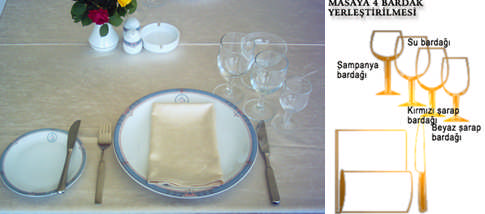 MASAYA 4 BARDAK
YERLEŞTİRİLMESİ
Su bardağı
Şampanya
bardağı
Kırmızı şarap
bardağı
Beyaz şarap
bardağı